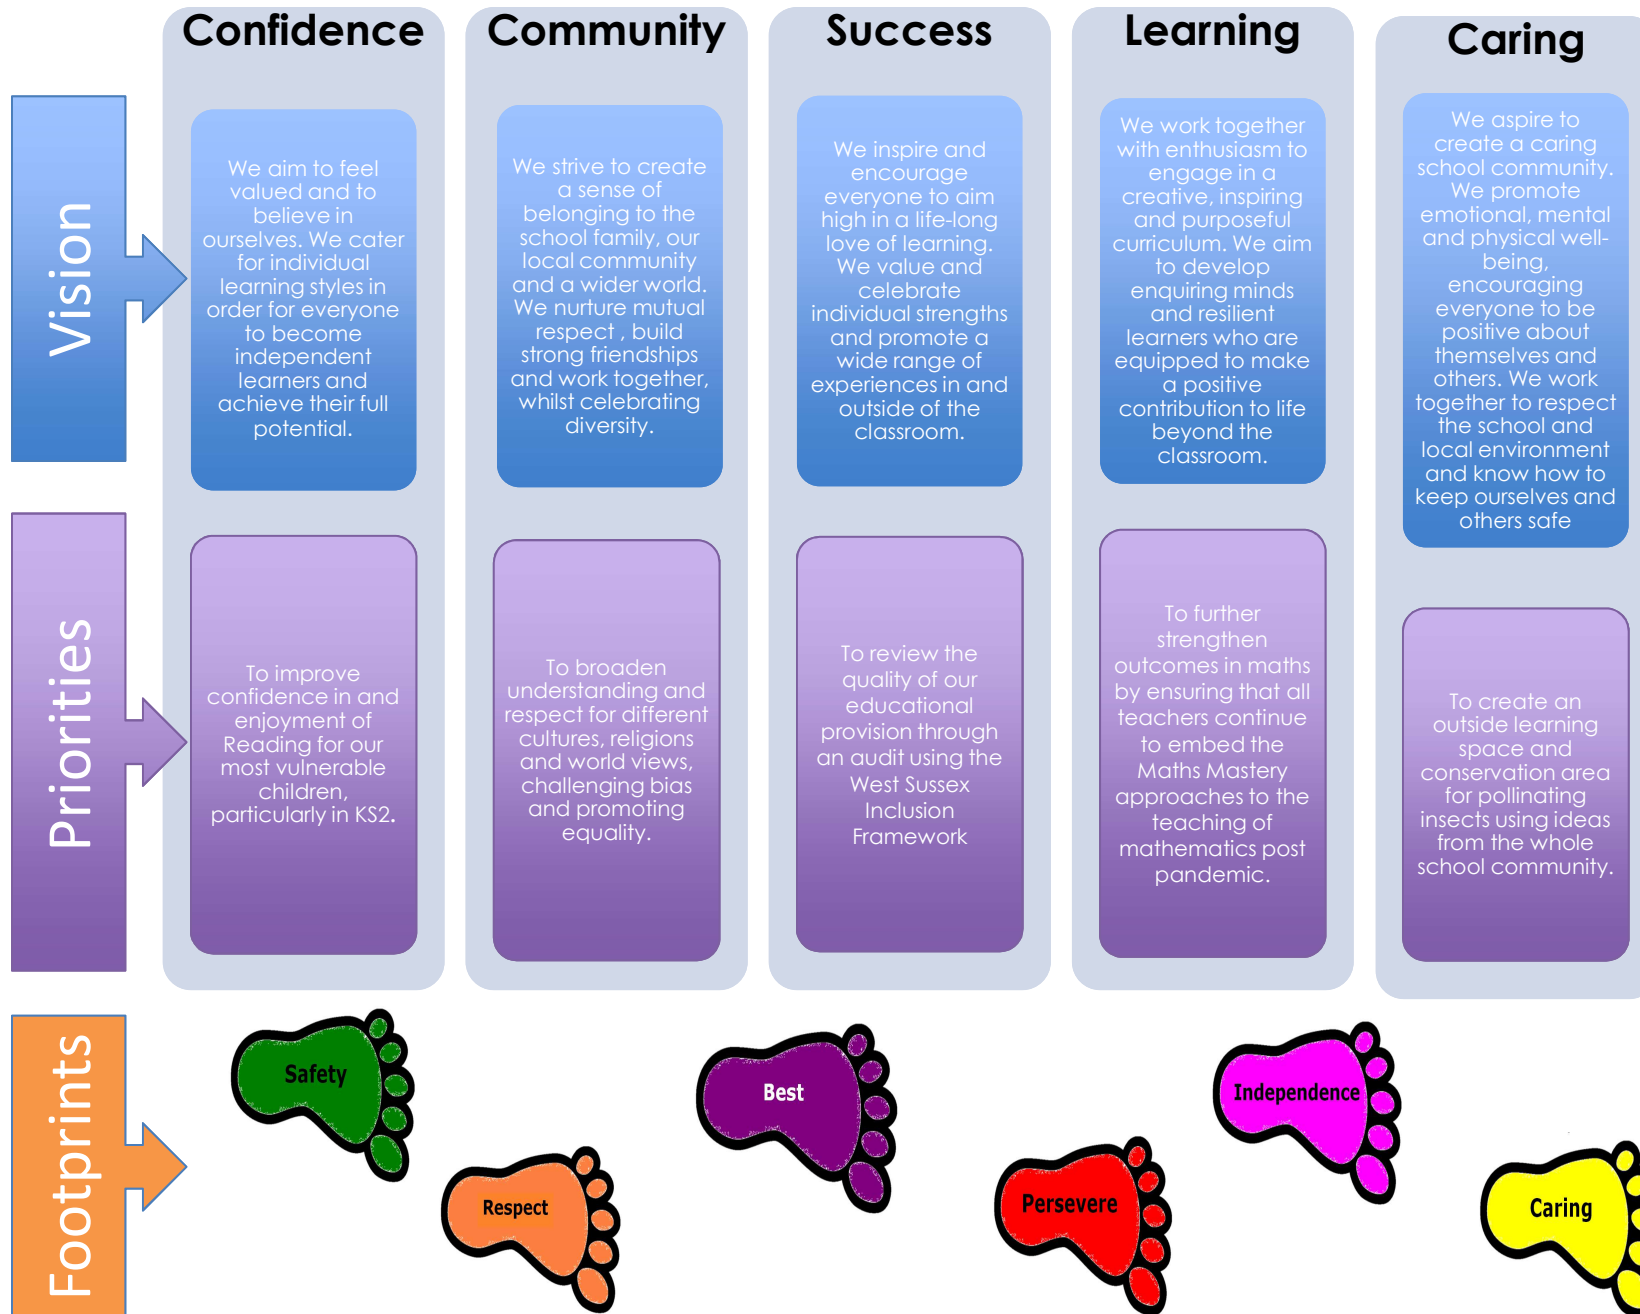 Confidence
Community
Success
Learning
Caring
Vision
We aim to feel
valued and to
believe in
ourselves. We cater
for individual
learning styles in
order for everyone
to become
independent
learners and
achieve their full
potential.
We strive to create
a sense of
belonging to the
school family, our
local community
and a wider world.
We nurture mutual
respect , build
strong friendships
and work together,
whilst celebrating
diversity.
We inspire and
encourage
everyone to aim
high in a life-long
love of learning.
We value and
celebrate
individual strengths
and promote a
wide range of
experiences in and
outside of the
classroom.
We work together
with enthusiasm to
engage in a
creative, inspiring
and purposeful
curriculum. We aim
to develop
enquiring minds
and resilient
learners who are
equipped to make
a positive
contribution to life
beyond the
classroom.
We aspire to
create a caring
school community.
We promote
emotional, mental
and physical well-
being,
encouraging
everyone to be
positive about
themselves and
others. We work
together to respect
the school and
local environment
and know how to
keep ourselves and
others safe
Priorities
To improve
confidence in and
enjoyment of
Reading for our
most vulnerable
children,
particularly in KS2.
To broaden
understanding and
respect for different
cultures, religions
and world views,
challenging bias
and promoting
equality.
To review the
quality of our
educational
provision through
an audit using the
West Sussex
Inclusion
Framework
To further
strengthen
outcomes in maths
by ensuring that all
teachers continue
to embed the
Maths Mastery
approaches to the
teaching of
mathematics post
pandemic.
To create an
outside learning
space and
conservation area
for pollinating
insects using ideas
from the whole
school community.
Footprints
Safety
Respect
Best
Persevere
Independence
Caring